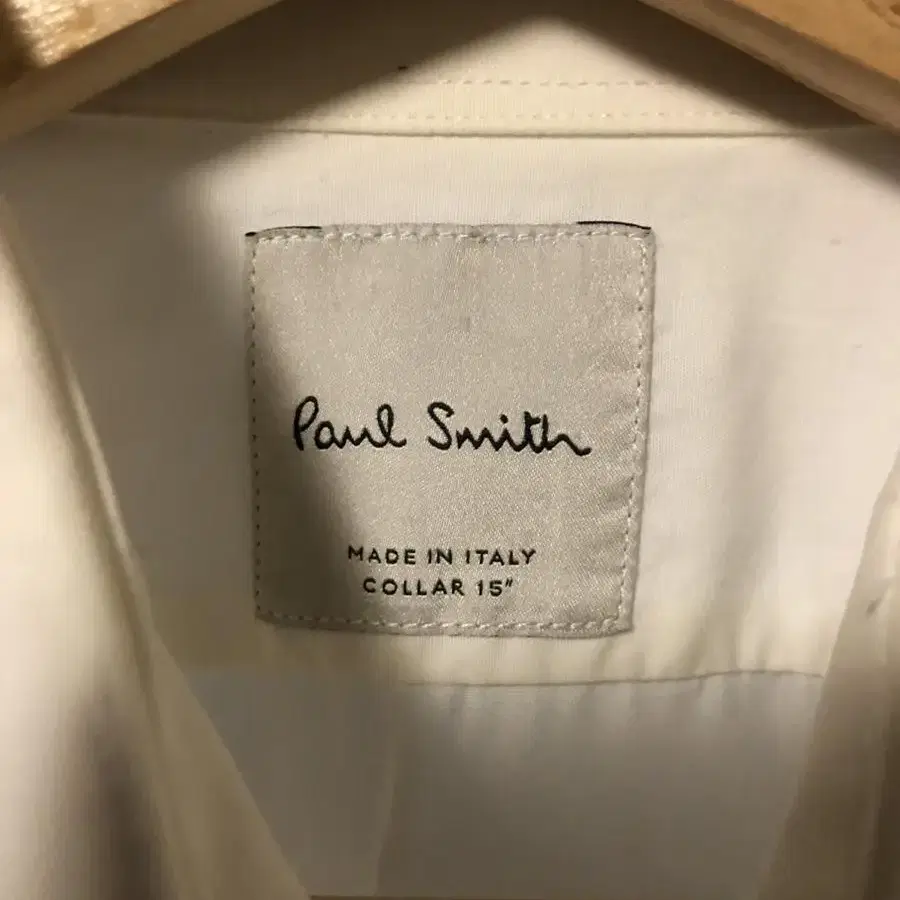 Paul Smith
MADE IN ITALY
COLLAR 15"